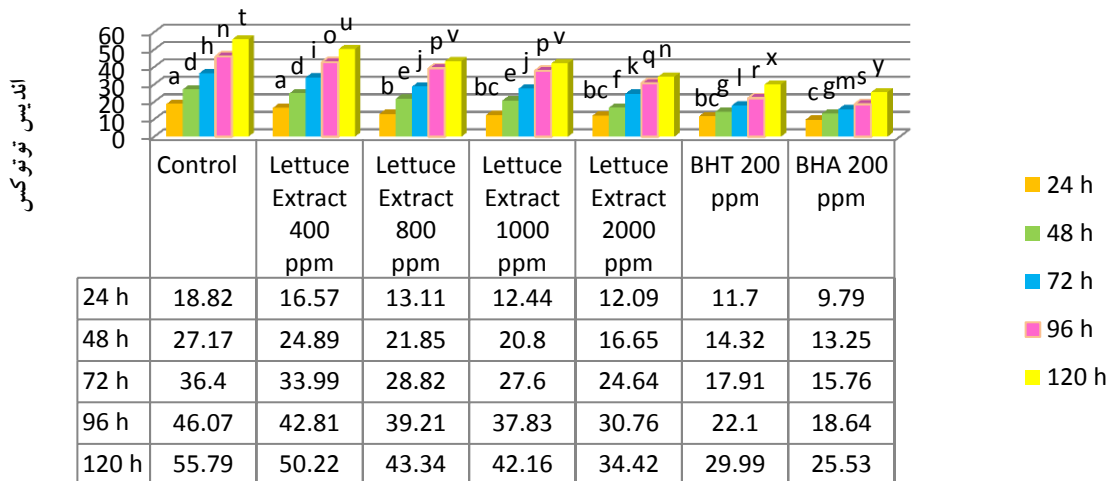 60
50
40
30
20
10
0
اندیس توتوکس
a d h n t
a d i o u
b e j p v
bc e j p v
bc f k q n
bc g l r x
c g m s y
Control
Lettuce
Extract
400
ppm
Lettuce
Extract
800
ppm
Lettuce
Extract
1000
ppm
Lettuce
Extract
2000
ppm
BHT 200
ppm
BHA 200
ppm
24 h 18.82 16.57 13.11 12.44 12.09 11.7 9.79
48 h 27.17 24.89 21.85 20.8 16.65 14.32 13.25
72 h 36.4 33.99 28.82 27.6 24.64 17.91 15.76
96 h 46.07 42.81 39.21 37.83 30.76 22.1 18.64
120 h 55.79 50.22 43.34 42.16 34.42 29.99 25.53
24 h
48 h
72 h
96 h
120 h